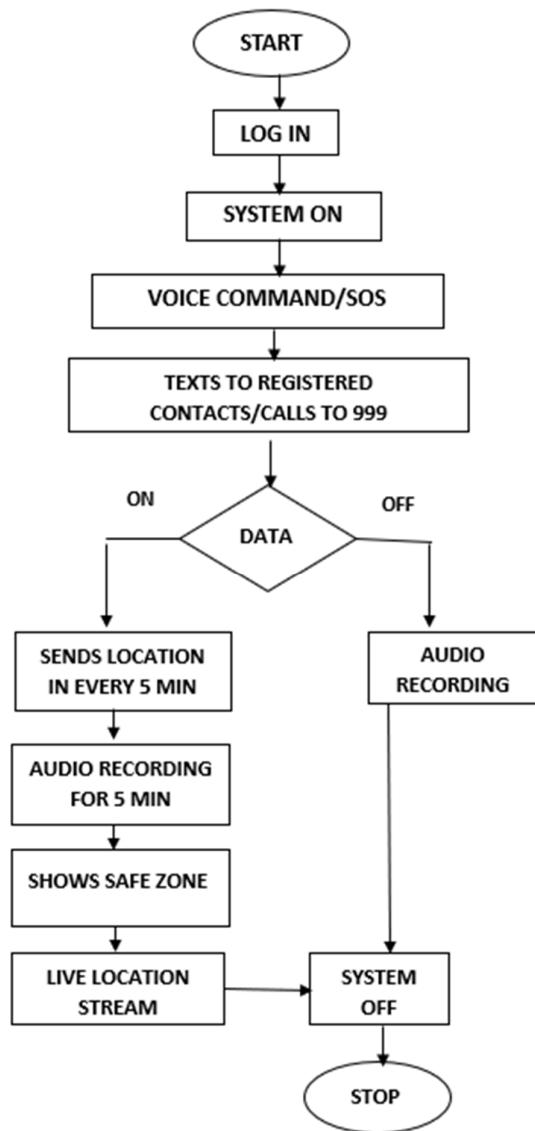 START
LOG IN
SYSTEM ON
VOICE COMMAND/SOS
TEXTS TO REGISTERED
CONTACTS/CALLS TO 999
ON
OFF
DATA
SENDS LOCATION
IN EVERY 5 MIN
AUDIO
RECORDING
AUDIO RECORDING
FOR 5 MIN
SHOWS SAFE ZONE
LIVE LOCATION
STREAM
SYSTEM
OFF
STOP